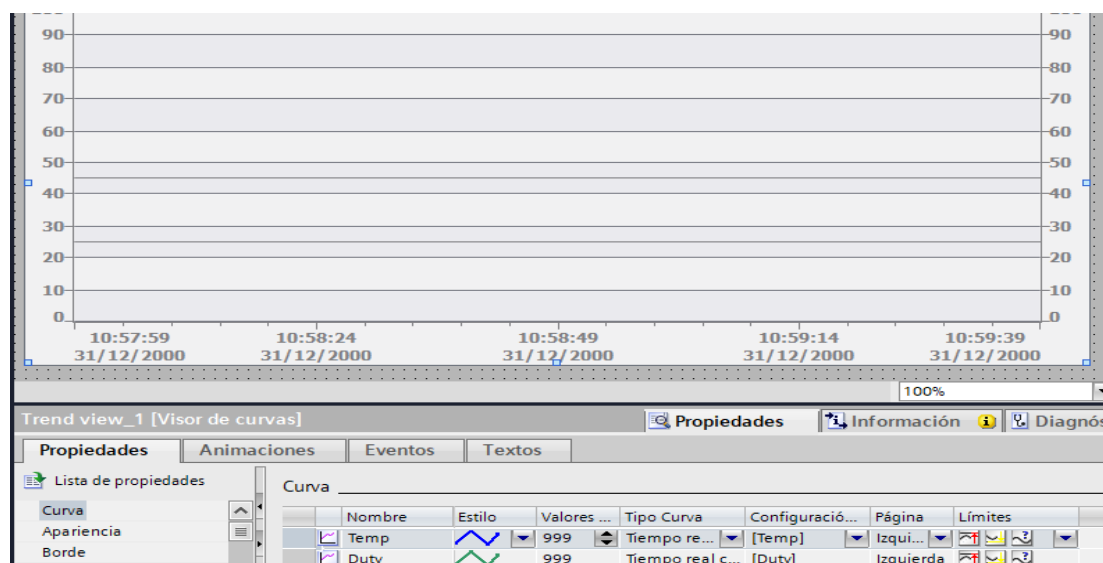 90 90
80 80
70 70
60 60
50 50
40 40
30 30
20 20
10 10
0 0
10:57:59 10:58:24 10:58:49 10:59:14 10:59:39
31/12/2000 31/12/2000 31/12/2000 31/12/2000 31/12/2000
100%
Trend view_1 [Visor de curvas] Propiedades Información Diagnós
Propiedades Animaciones Eventos Textos
Lista de propiedades
Curva
Curva
Apariencia
Borde
Nombre Estilo Valores ... Tipo Curva Configuració... Página Límites
Temp 999 Tiempo re... [Temp] Izqui...
Duty 999 Tiempo real c... [Duty] Izquierda